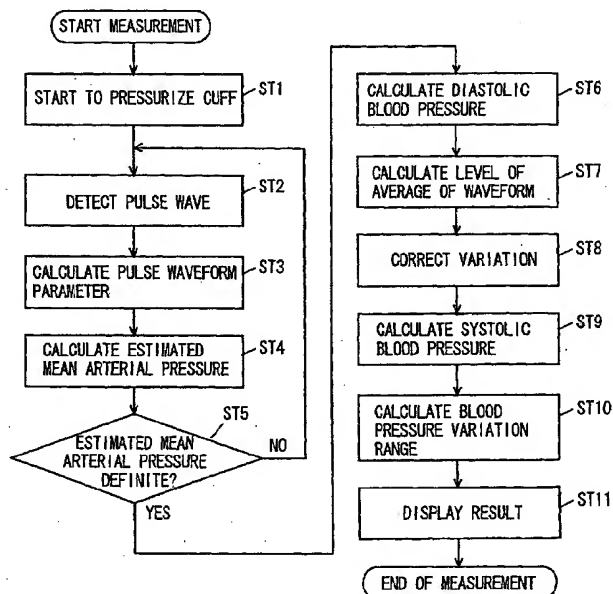 START MEASUREMENT
START TO PRESSURIZE CUFF
ST1
DETECT PULSE WAVE
ST2
CALCULATE PULSE WAVEFORM
PARAMETER
ST3
CALCULATE ESTIMATED
MEAN ARTERIAL PRESSURE
ST4
ST5
ESTIMATED MEAN
ARTERIAL PRESSURE
DEFINITE?
NO
YES
CALCULATE DIASTOLIC
BLOOD PRESSURE
ST6
CALCULATE LEVEL OF
AVERAGE OF WAVEFORM
ST7
CORRECT VARIATION
ST8
CALCULATE SYSTOLIC
BLOOD PRESSURE
ST9
CALCULATE BLOOD
PRESSURE VARIATION
RANGE
ST10
DISPLAY RESULT
ST11
END OF MEASUREMENT